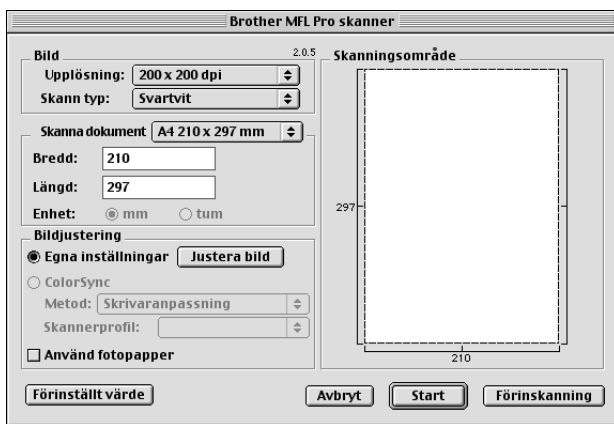 Brother MFL Pro skanner
Bild
2.0.5
Upplösning: 200 x 200 dpi
Skann typ: Svartvit
Skanna dokument A4 210 x 297 mm
Bredd: 210
Längd: 297
Enhet: mm tum
Bildjustering
Egna inställningar Justera bild
ColorSync
Metod: Skrivaranpassning
Skannerprofil:
Använd fotopapper
Skanningsområde
297
210
Förinställt värde Avbryt Start Förinskanning